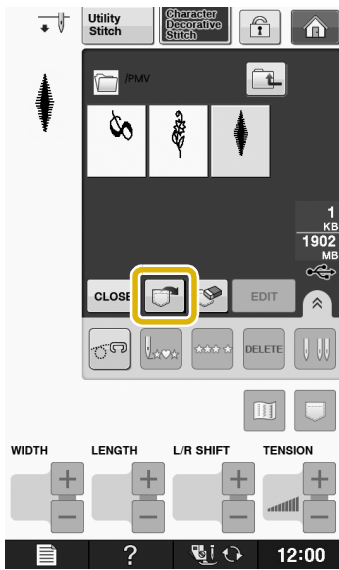 Utility
Stitch
Character
Decorative
Stitch
/PMV
1
KB
1902
MB
CLOSE
EDIT
DELETE
WIDTH
LENGTH
L/R SHIFT
TENSION
?
12:00